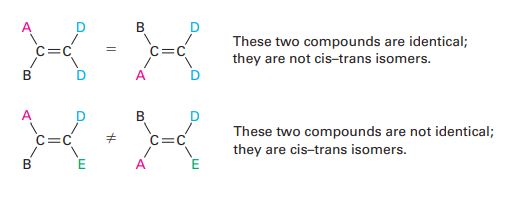 A D B D
C=C = C=C
B D A D
These two compounds are identical;
they are not cis–trans isomers.
A D B D
C=C ≠ C=C
B E A E
These two compounds are not identical;
they are cis–trans isomers.